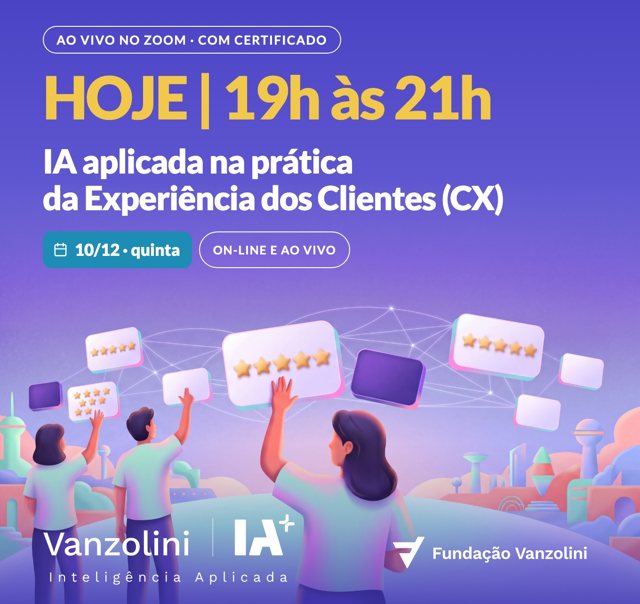 AO VIVO NO ZOOM · COM CERTIFICADO
HOJE | 19h às 21h
IA aplicada na prática
da Experiência dos Clientes (CX)
10/12 · quinta
ON-LINE E AO VIVO
Vanzolini | IA+
Inteligência Aplicada
Fundação Vanzolini